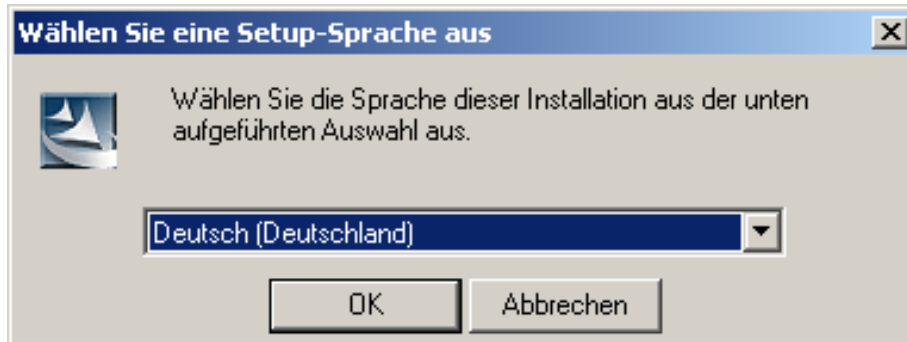 Wählen Sie eine Setup-Sprache aus
Wählen Sie die Sprache dieser Installation aus der unten
aufgeführten Auswahl aus.
Deutsch (Deutschland)
OK
Abbrechen